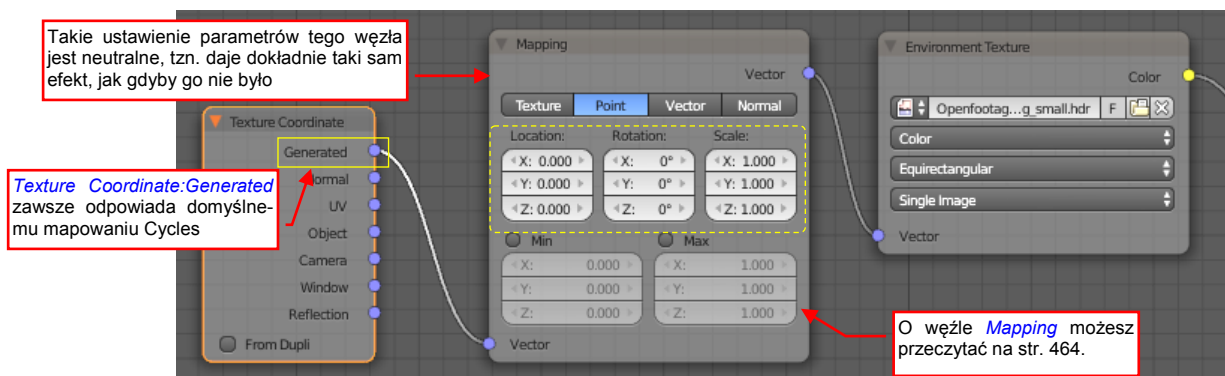 Takie ustawienie parametrów tego węzła
jest neutralne, tzn. daje dokładnie taki sam
efekt, jak gdyby go nie było
Texture Coordinate
Generated
Normal
UV
Object
Camera
Window
Reflection
From Dupli
Texture Coordinate:Generated
zawsze odpowiada domyślne-
mu mapowaniu Cycles
Mapping
Vector
Texture Point Vector Normal
Location: Rotation: Scale:
X: 0.000 X: 0° X: 1.000
Y: 0.000 Y: 0° Y: 1.000
Z: 0.000 Z: 0° Z: 1.000
Min Max
X: 0.000 X: 1.000
Y: 0.000 Y: 1.000
Z: 0.000 Z: 1.000
Vector
Environment Texture
Color
Openfootag...g_small.hdr F
Color
Equirectangular
Single Image
Vector
O węźle Mapping możesz
przeczytać na str. 464.